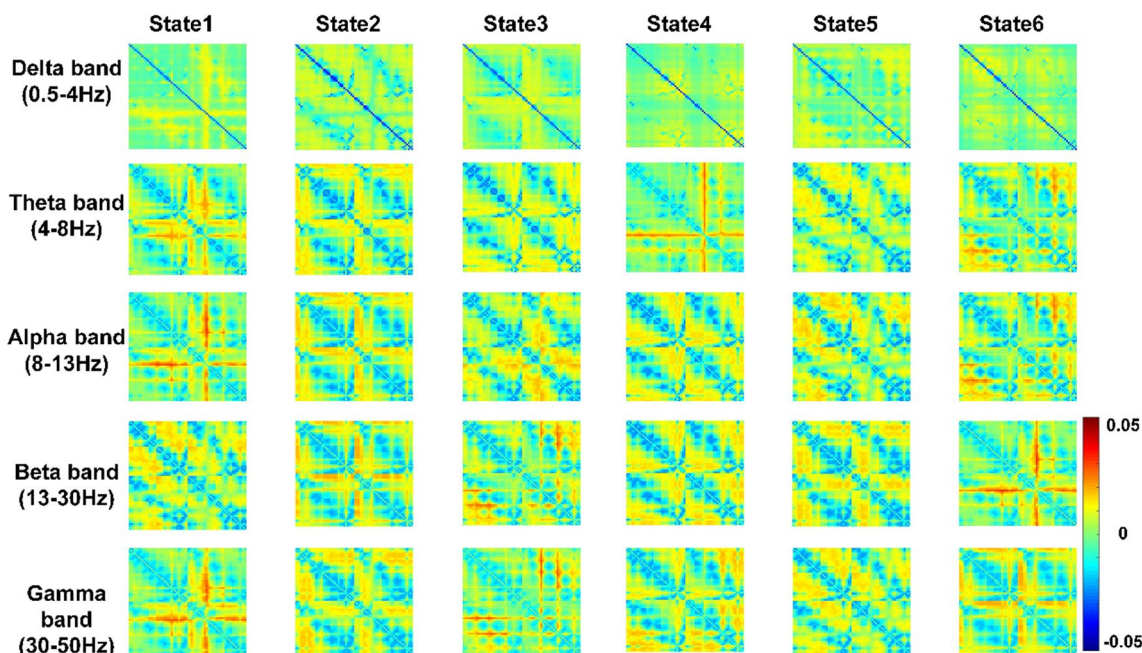 State1 State2 State3 State4 State5 State6
Delta band
(0.5-4Hz)
Theta band
(4-8Hz)
Alpha band
(8-13Hz)
Beta band
(13-30Hz)
0.05
0
-0.05
Gamma
band
(30-50Hz)